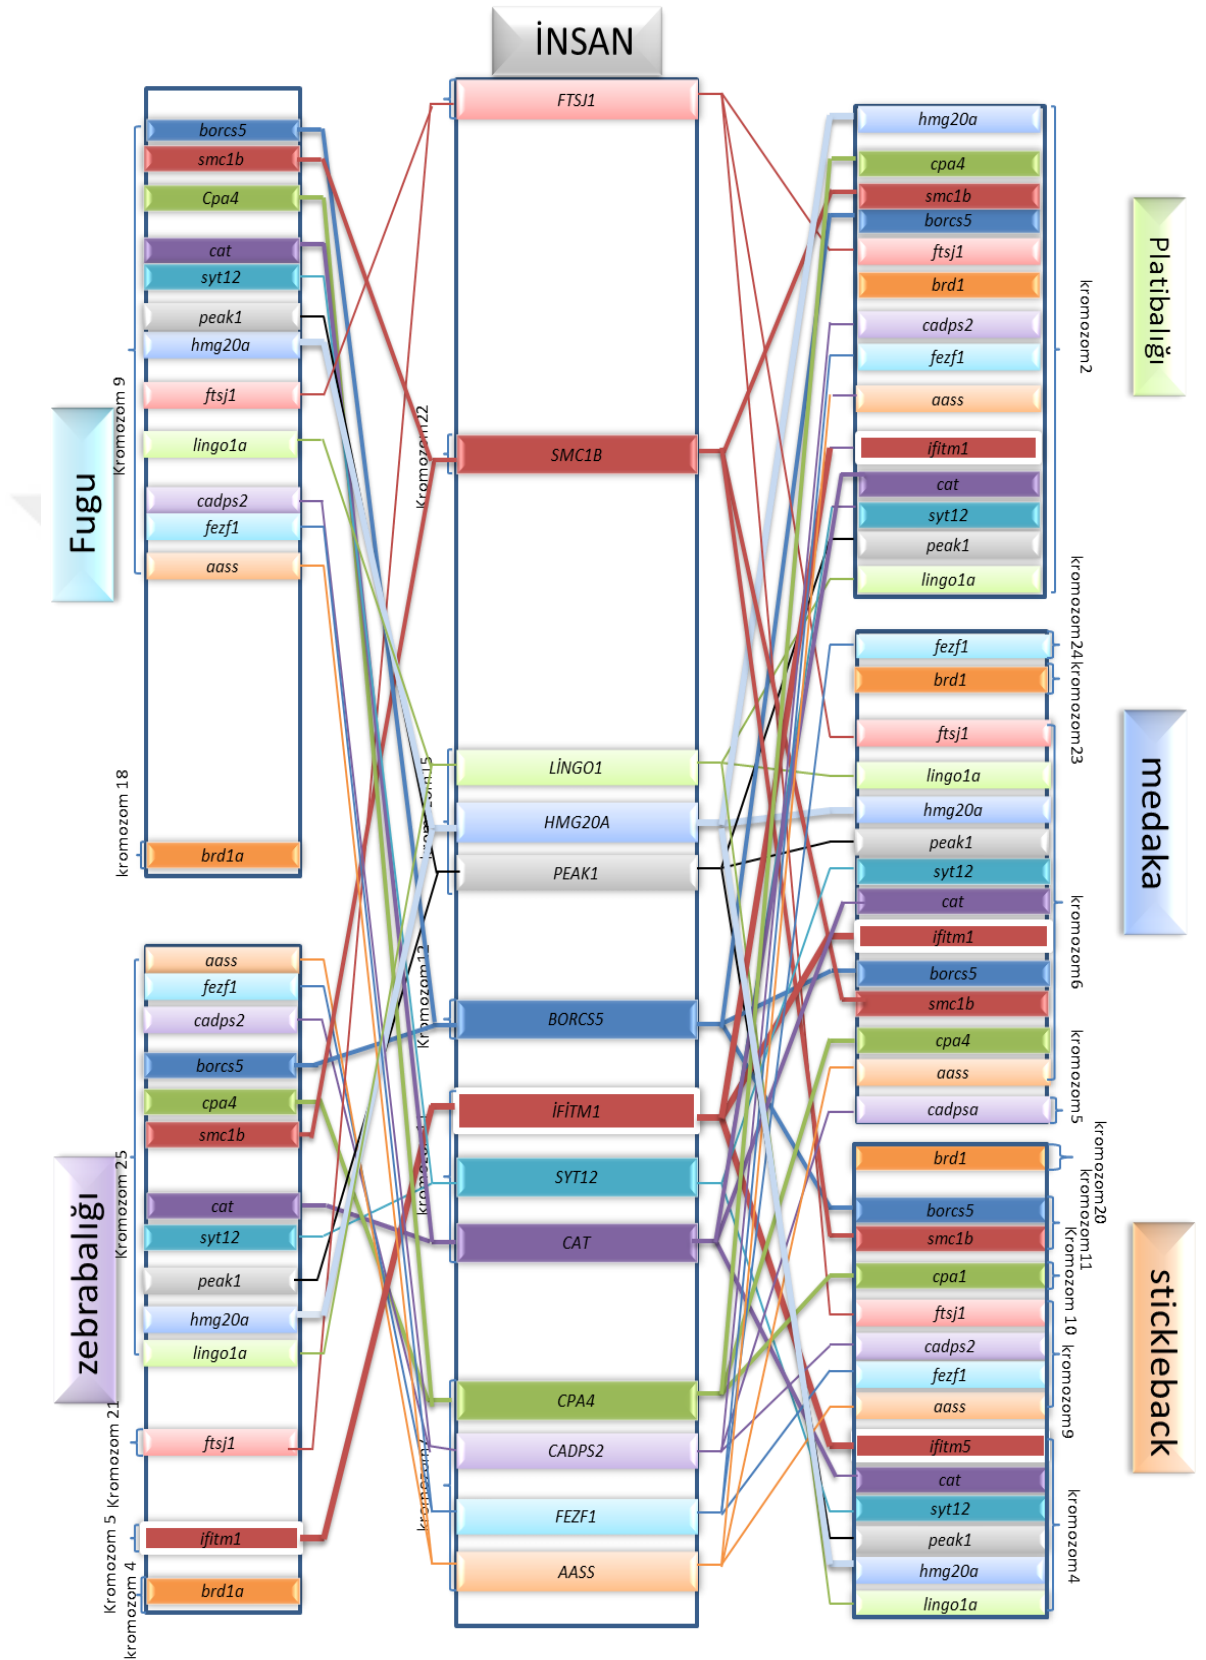 İNSAN
FTSJ1
Kromozom22
SMC1B
LİNGO1
HMG20A
PEAK1
Kromozom12
BORCS5
İFİTM1
SYT12
CAT
CPA4
CADPS2
FEZF1
AASS
Fugu
Kromozom 9
borcs5
smc1b
Cpa4
cat
syt12
peak1
hmg20a
ftsj1
lingo1a
cadps2
fezf1
aass
kromozom 18
brd1a
zebrabalığı
Kromozom 25
aass
fezf1
cadps2
borcs5
cpa4
smc1b
cat
syt12
peak1
hmg20a
lingo1a
Kromozom 21
ftsj1
Kromozom 5
ifitm1
kromozom 4
brd1a
Platibalığı
kromozom2
hmg20a
cpa4
smc1b
borcs5
ftsj1
brd1
cadps2
fezf1
aass
ifitm1
cat
syt12
peak1
lingo1a
medaka
kromozom24
fezf1
kromozom23
brd1
ftsj1
lingo1a
hmg20a
peak1
syt12
cat
kromozom6
ifitm1
borcs5
smc1b
cpa4
aass
kromozom5
cadpsa
stickleback
kromozom20
brd1
kromozom11
borcs5
smc1b
Kromozom 10
cpa1
ftsj1
kromozom9
cadps2
fezf1
aass
ifitm5
cat
kromozom4
syt12
peak1
hmg20a
lingo1a